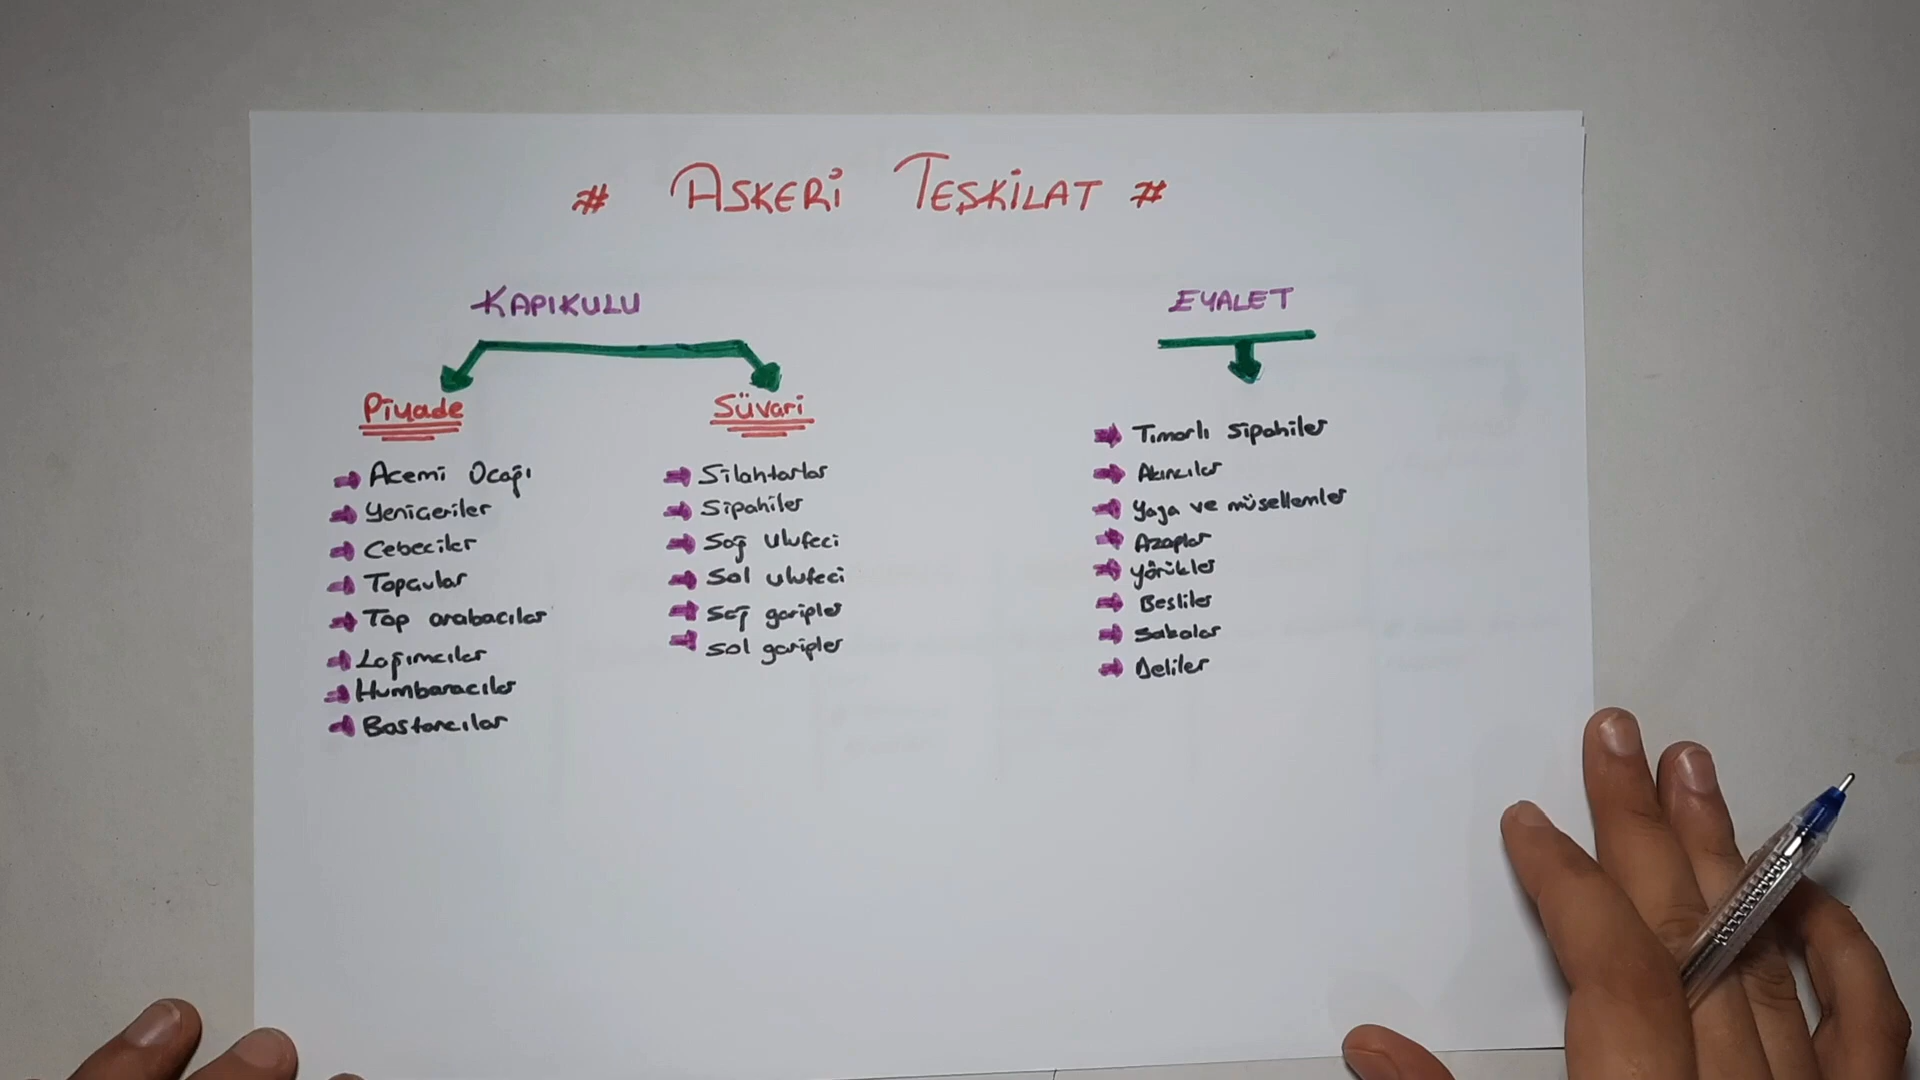 # ASKERİ TEŞKİLAT #
KAPIKULU
Piyade
Acemi Ocağı
Yeniçeriler
Cebeciler
Topçular
Top arabacılar
Lağımcılar
Humbaracılar
Bostancılar
Süvari
Silahtarlar
Sipahiler
Sağ ulufeci
Sol ulufeci
Sağ garipler
Sol garipler
EYALET
Tımarlı Sipahiler
Akıncılar
Yaya ve müsellemler
Azaplar
Yörükler
Beşliler
Sakalar
Deliler